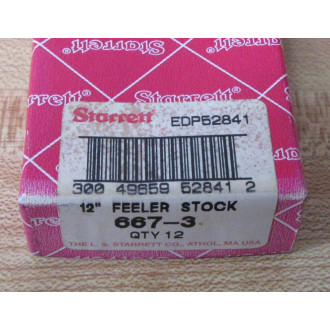 Starrett
Starrett
Starrett EDP52841
300 49659 52841 2
12" FEELER STOCK
667-3
QTY 12
THE L. S. STARRETT CO., ATHOL, MA USA